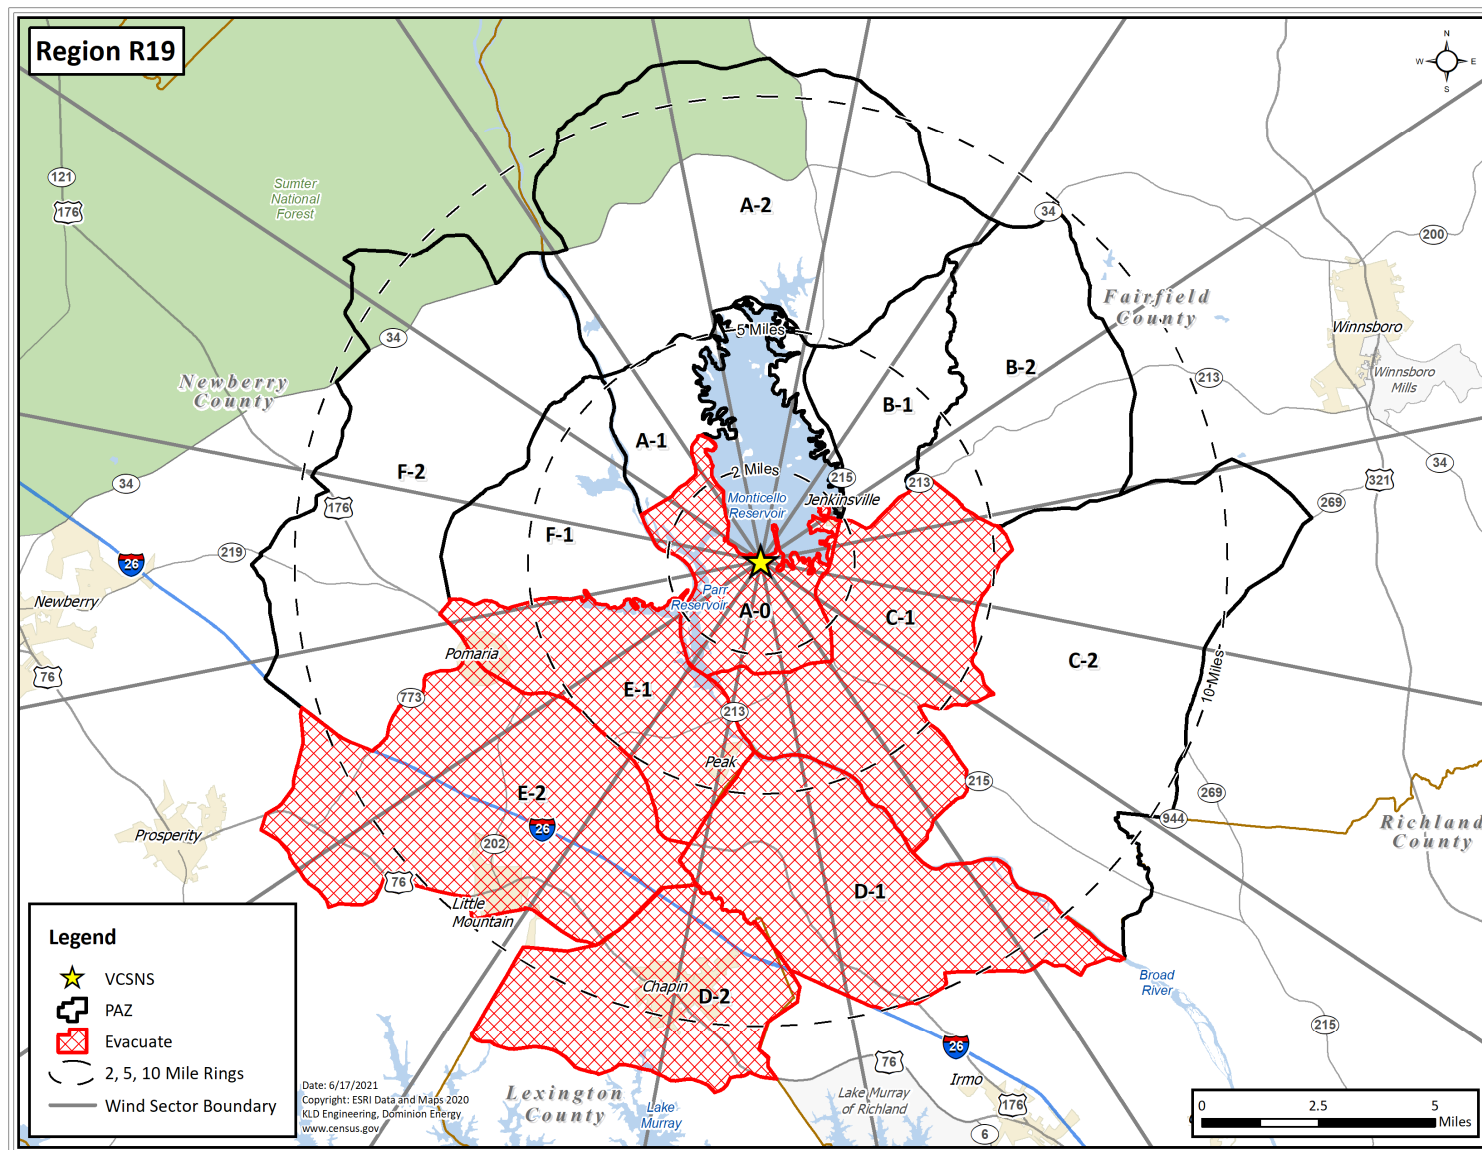 Region R19
N
W
E
S
121
176
Sumter
National
Forest
A-2
34
200
Fairfield
County
Winnsboro
Winnsboro
Mills
5 Miles
34
Newberry
County
B-2
213
B-1
A-1
F-2
2 Miles
215
213
34
321
34
Monticello
Reservoir
Jenkinsville
269
176
F-1
219
26
Newberry
Parr
Reservoir
A-0
C-1
C-2
Pomaria
76
773
E-1
213
10 Miles
Peak
215
269
E-2
26
944
Richland
County
Prosperity
202
76
Little
Mountain
D-1
Chapin
D-2
Broad
River
215
26
76
Irmo
176
6
Lake Murray
of Richland
Lexington
County
Lake
Murray
Legend
VCSNS
PAZ
Evacuate
2, 5, 10 Mile Rings
Wind Sector Boundary
Date: 6/17/2021
Copyright: ESRI Data and Maps 2020
KLD Engineering, Dominion Energy
www.census.gov
0 2.5 5
Miles